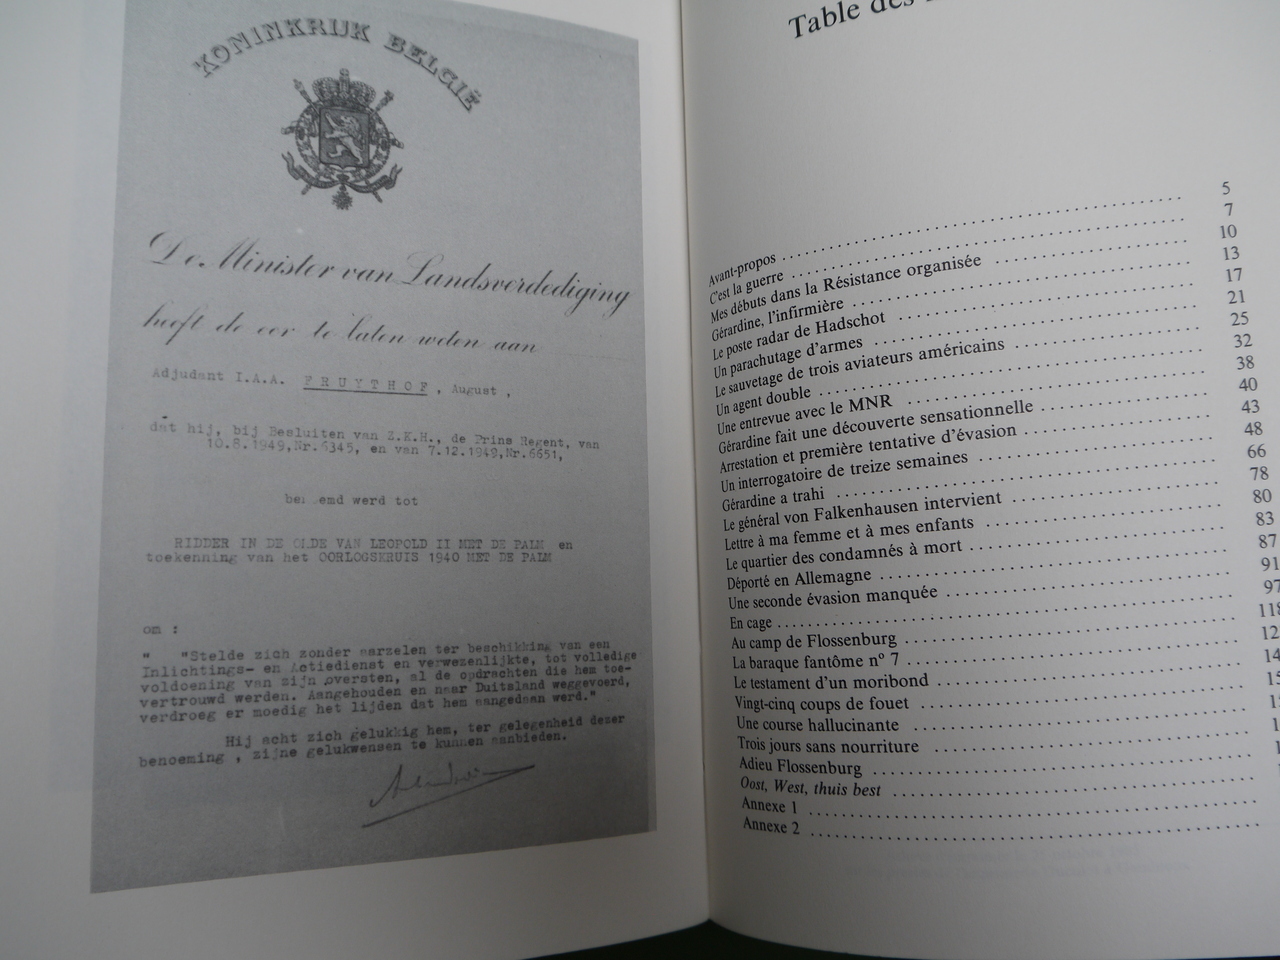 KONINKRIJK BELGIË
De Minister van Landsverdediging
heeft de eer te laten weten aan
Adjudant I.A.A. FRUYTHOF, August,
dat hij, bij Besluiten van Z.K.H., de Prins Regent, van
10.8.1949,Nr.6345, en van 7.12.1949,Nr.6651,
werd tot
RIDDER IN DE OLDE VAN LEOPOLD II MET DE PALM en
toekenning van het OORLOGSKRUIS 1940 MET DE PALM
om :
" "Stelde zich zonder aarzelen ter beschikking van een
Inlichtings- en Actiedienst en verwezenlijkte, tot volledige
voldoening van zijn oversten, al de opdrachten die hem toe-
vertrouwd werden. Aangehouden en naar Duitsland weggevoerd,
verdroeg er moedig het lijden dat hem aangedaan werd."
Hij acht zich gelukkig hem, ter gelegenheid dezer
benoeming , zijne gelukwensen te kunnen aanbieden.
Table des
Avant-propos 5
C'est la guerre 7
Mes débuts dans la Résistance organisée 10
Gérardine, l'infirmière 13
Le poste radar de Hadschot 17
Un parachutage d'armes 21
Le sauvetage de trois aviateurs américains 25
Un agent double 32
Une entrevue avec le MNR 38
Gérardine fait une découverte sensationnelle 40
Arrestation et première tentative d'évasion 43
Un interrogatoire de treize semaines 48
Gérardine a trahi 66
Le général von Falkenhausen intervient 78
Lettre à ma femme et à mes enfants 80
Le quartier des condamnés à mort 83
Déporté en Allemagne 87
Une seconde évasion manquée 91
En cage 97
Au camp de Flossenburg 118
La baraque fantôme nº 7
Le testament d'un moribond
Vingt-cinq coups de fouet
Une course hallucinante
Trois jours sans nourriture
Adieu Flossenburg
Oost, West, thuis best
Annexe 1
Annexe 2